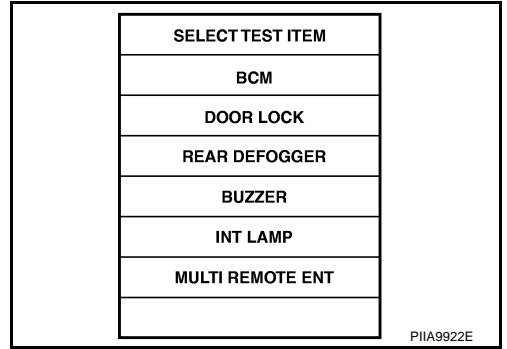 SELECT TEST ITEM
BCM
DOOR LOCK
REAR DEFOGGER
BUZZER
INT LAMP
MULTI REMOTE ENT
PIIA9922E